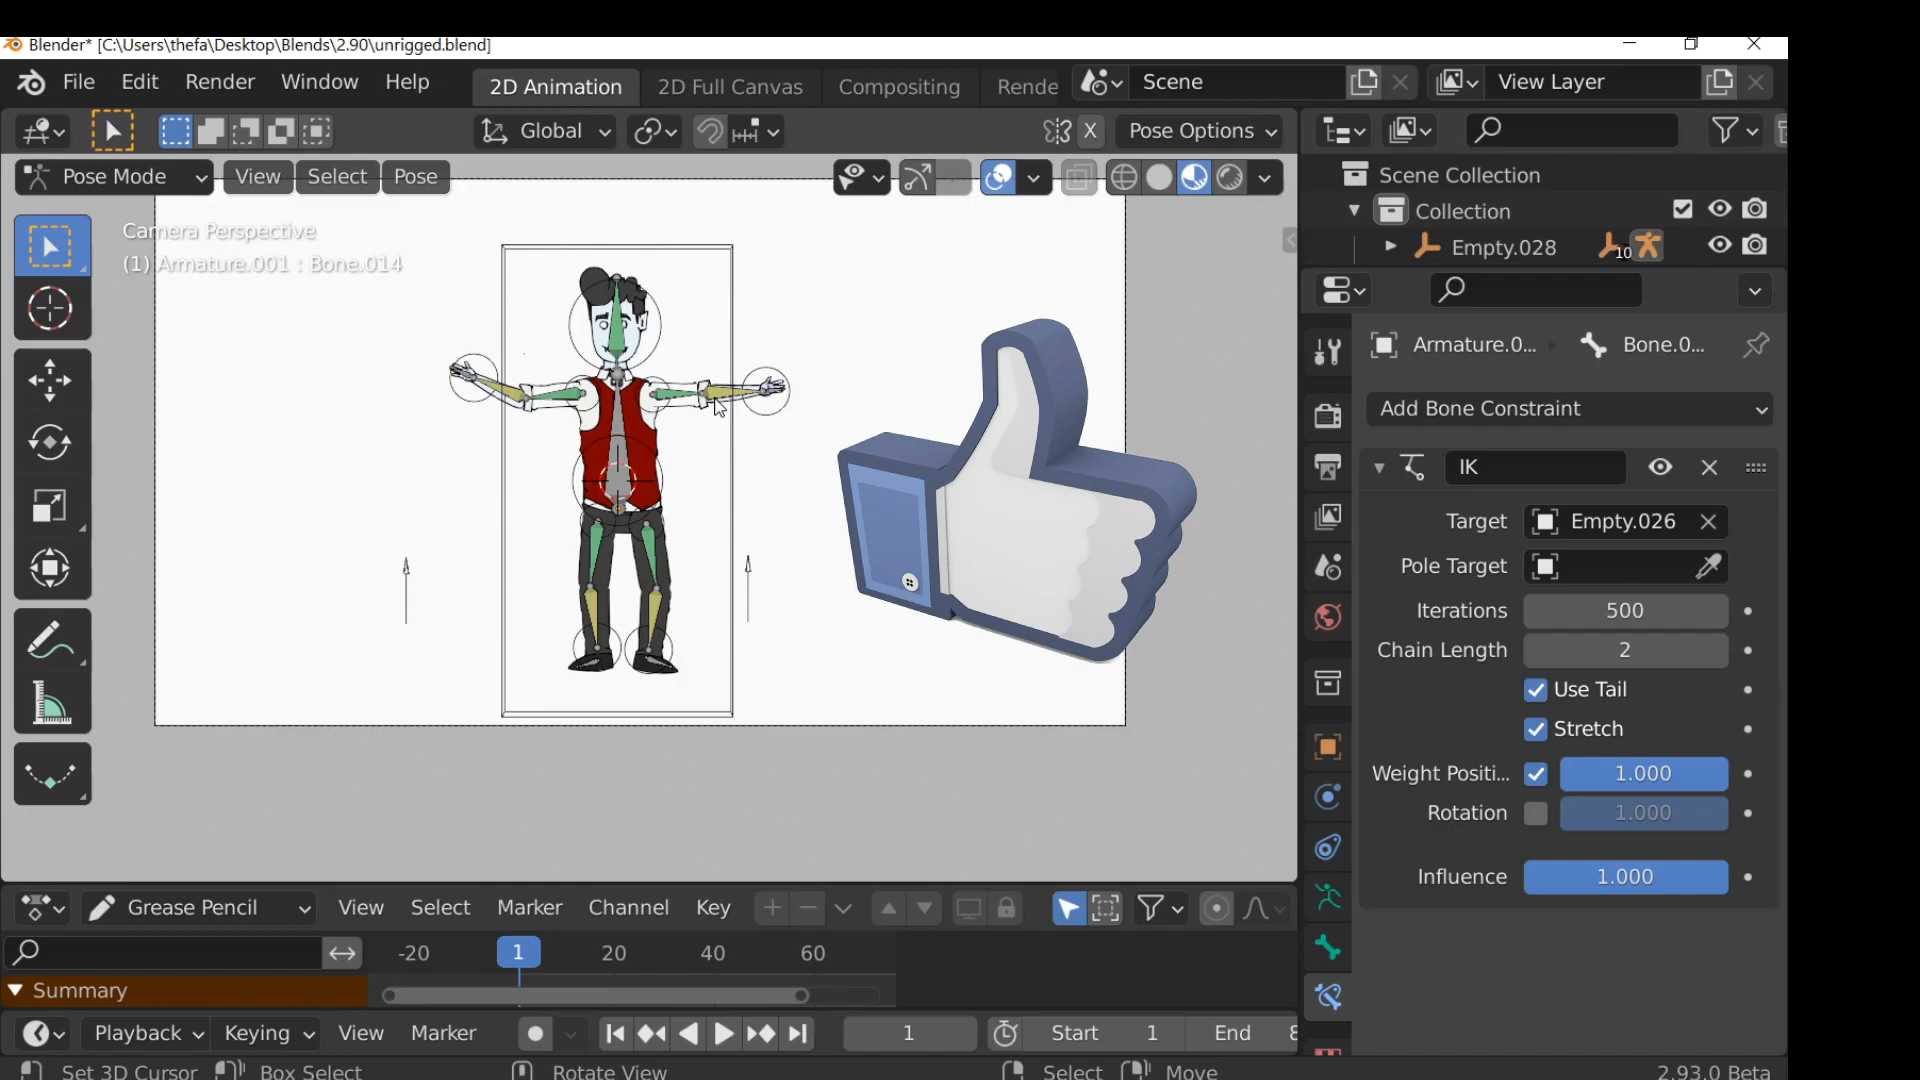 Blender* [C:\Users\thefa\Desktop\Blends\2.90\unrigged.blend]
File Edit Render Window Help 2D Animation 2D Full Canvas Compositing Rende Scene View Layer
Global X Pose Options
Pose Mode View Select Pose
Camera Perspective
(1) Armature.001 : Bone.014
Scene Collection
Collection
Empty.028 10
Armature.0... Bone.0...
Add Bone Constraint
IK
Target Empty.026
Pole Target
Iterations 500
Chain Length 2
Use Tail
Stretch
Weight Positi... 1.000
Rotation 1.000
Influence 1.000
Grease Pencil View Select Marker Channel Key
-20 1 20 40 60
Summary
Playback Keying View Marker 1 Start 1 End 8
Set 3D Cursor Box Select Rotate View Select Move 2.93.0 Beta